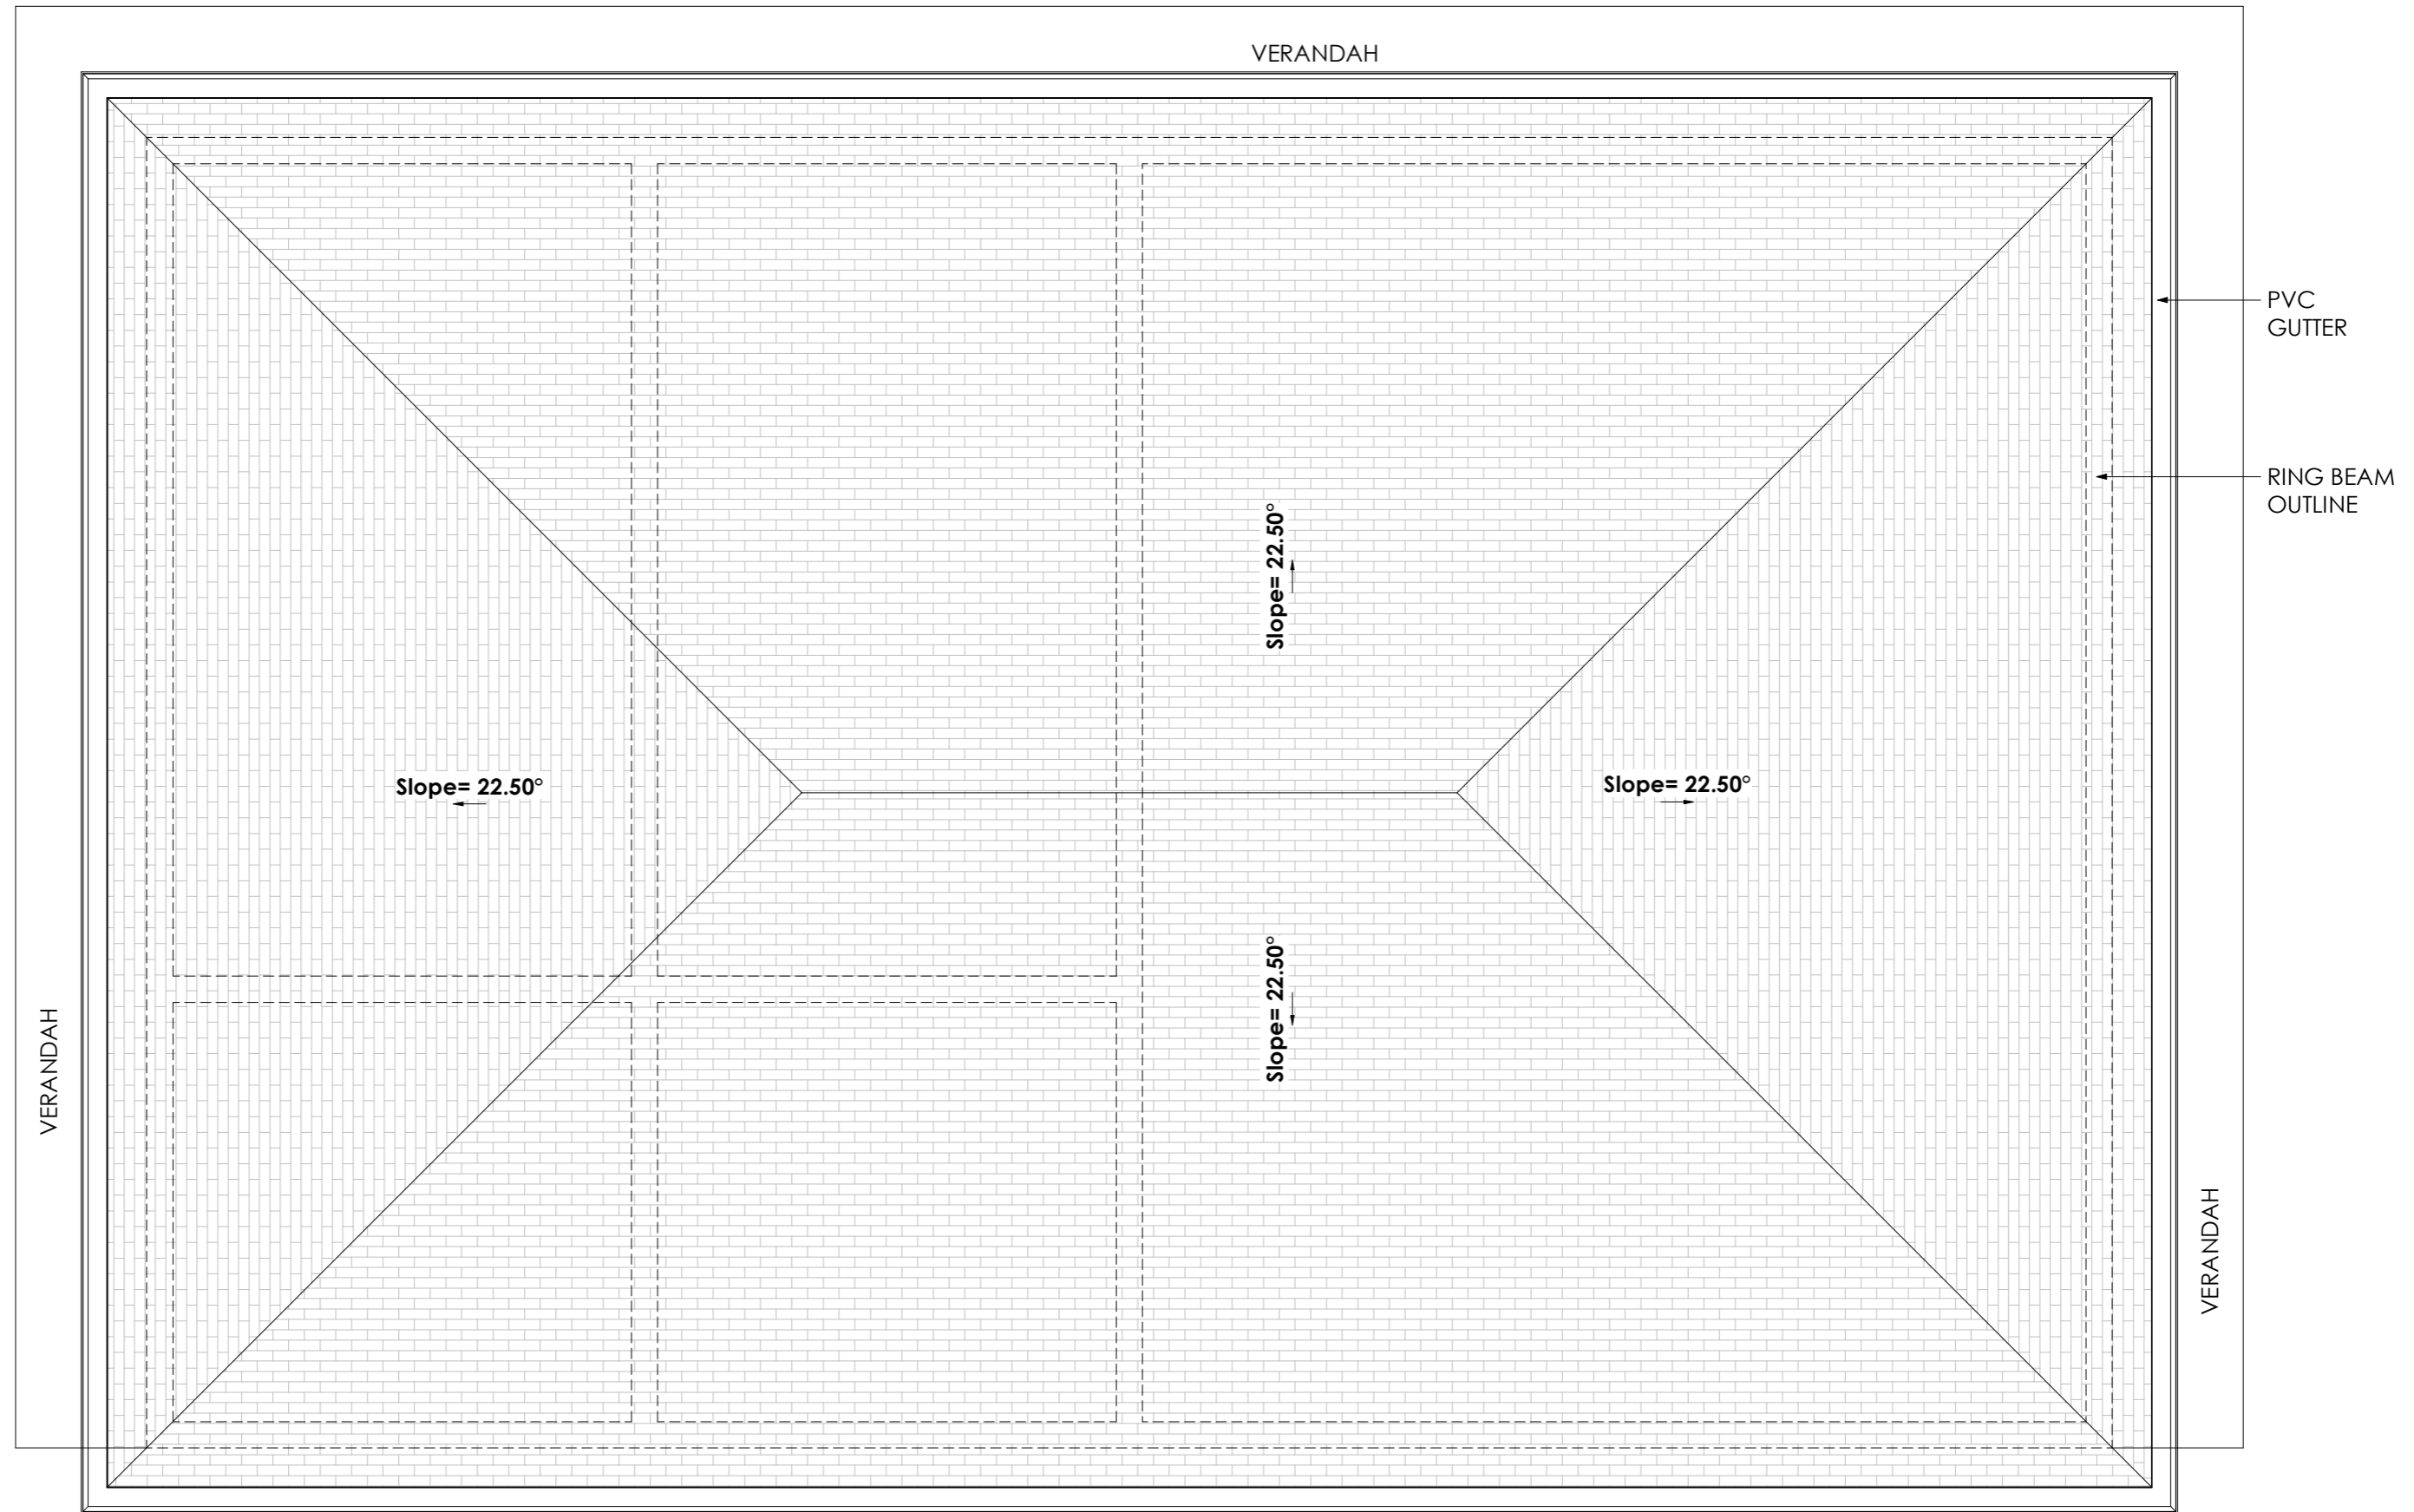 VERANDAH
PVC
GUTTER
RING BEAM
OUTLINE
Slope= 22.50°
Slope= 22.50°
Slope= 22.50°
Slope= 22.50°
VERANDAH
VERANDAH